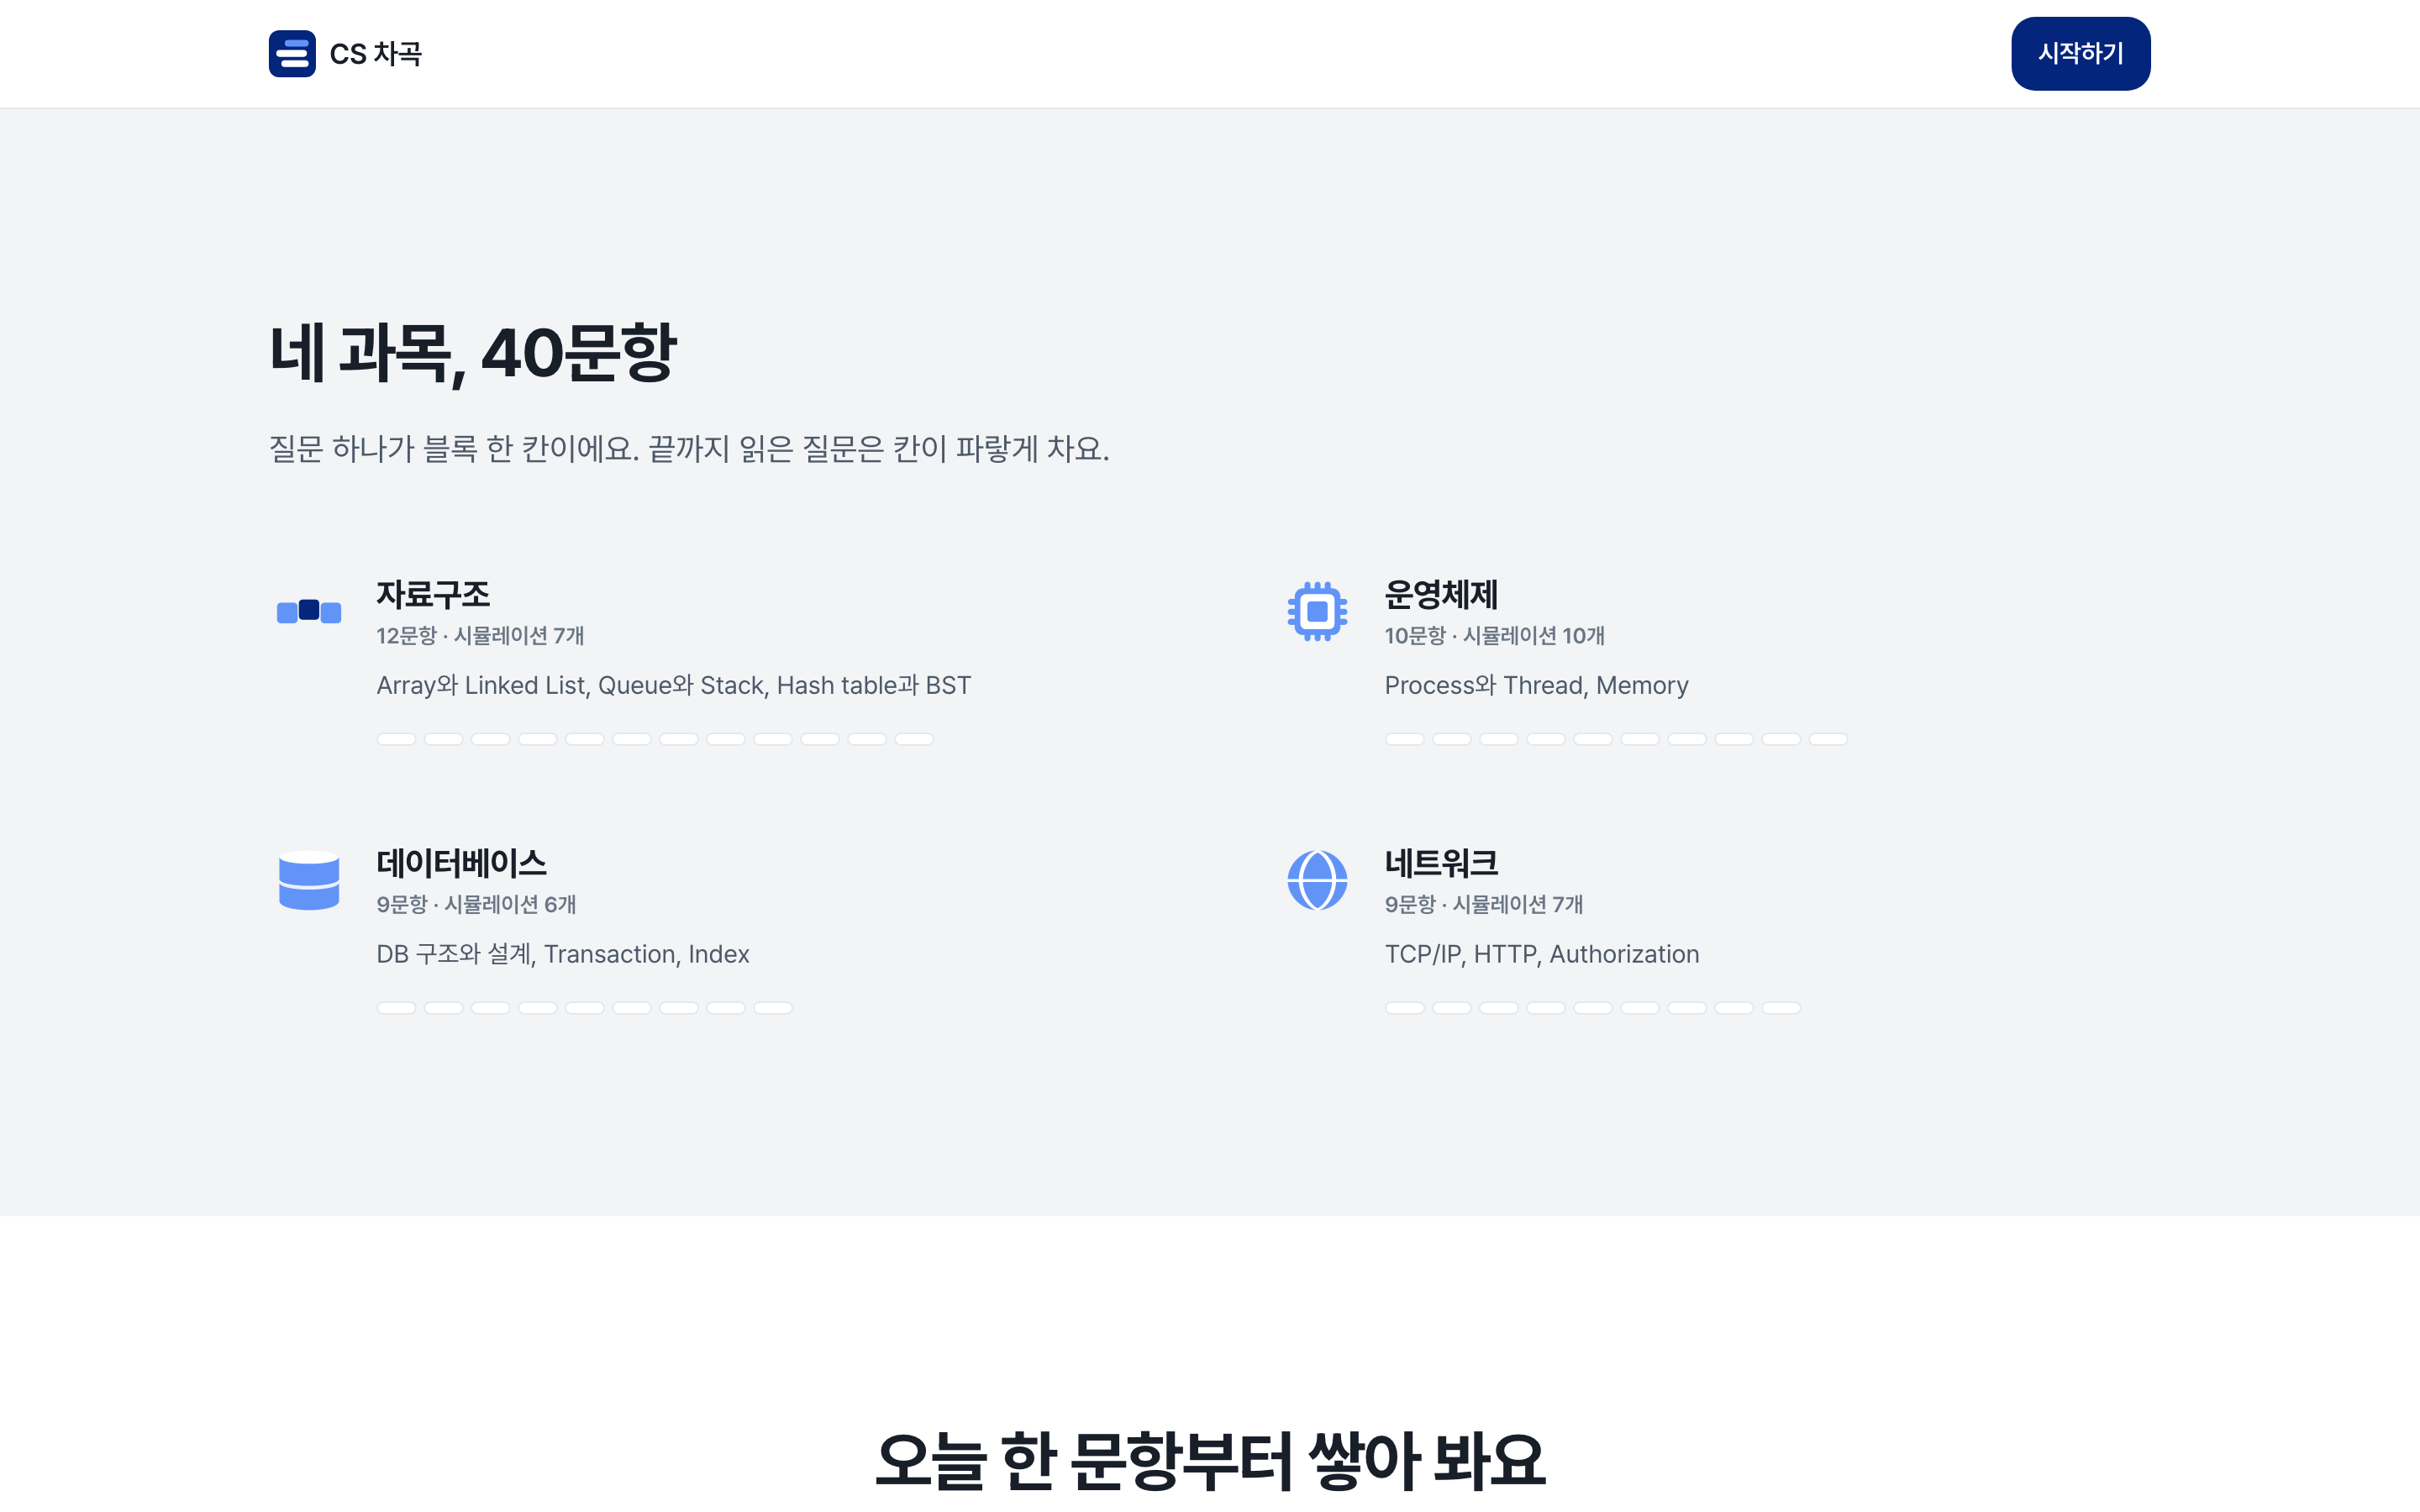 CS 차곡
시작하기
네 과목, 40문항
질문 하나가 블록 한 칸이에요. 끝까지 읽은 질문은 칸이 파랗게 차요.
자료구조
12문항 · 시뮬레이션 7개
Array와 Linked List, Queue와 Stack, Hash table과 BST
운영체제
10문항 · 시뮬레이션 10개
Process와 Thread, Memory
데이터베이스
9문항 · 시뮬레이션 6개
DB 구조와 설계, Transaction, Index
네트워크
9문항 · 시뮬레이션 7개
TCP/IP, HTTP, Authorization
오늘 한 문항부터 쌓아 봐요